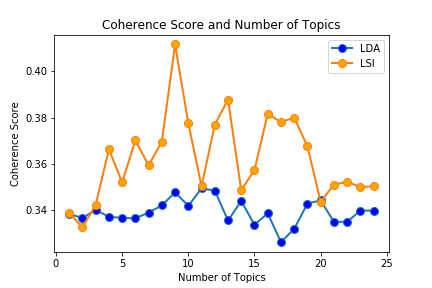 Coherence Score and Number of Topics
LDA
LSI
Coherence Score
0.40
0.38
0.36
0.34
0
5
10
15
20
25
Number of Topics